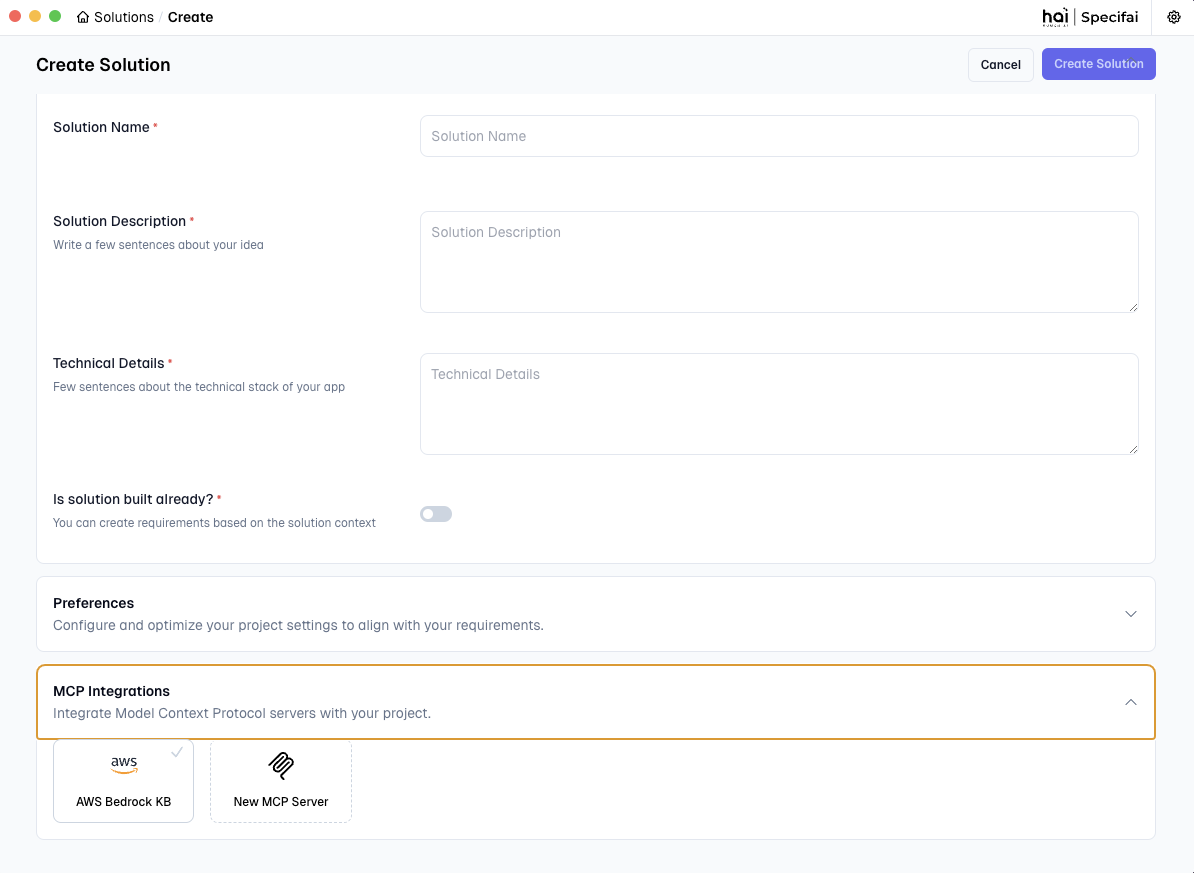 Solutions / Create
hai | Specifai
Create Solution
Cancel
Create Solution
Solution Name *
Solution Name
Solution Description *
Write a few sentences about your idea
Solution Description
Technical Details *
Few sentences about the technical stack of your app
Technical Details
Is solution built already? *
You can create requirements based on the solution context
Preferences
Configure and optimize your project settings to align with your requirements.
MCP Integrations
Integrate Model Context Protocol servers with your project.
aws
AWS Bedrock KB
New MCP Server